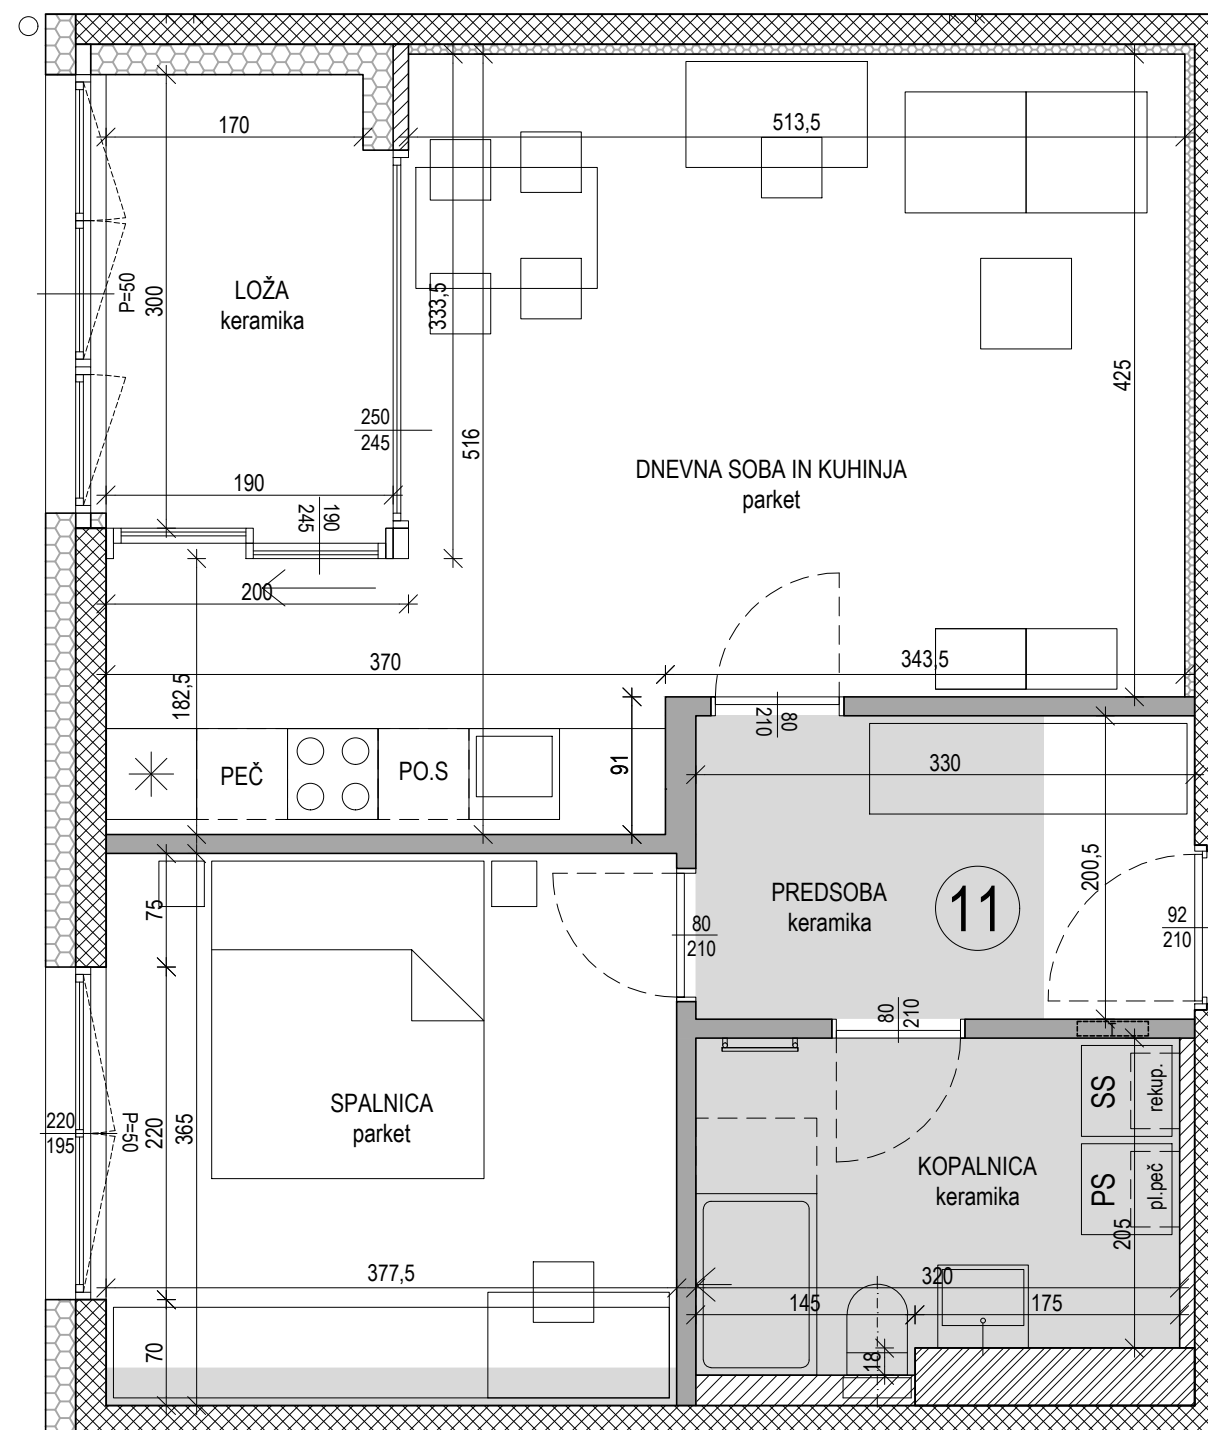 170
513,5
P=50
300
LOŽA
keramika
333,5
425
250
245
516
190
190
245
DNEVNA SOBA IN KUHINJA
parket
200
370
343,5
182,5
80
210
91
PEČ
PO.S
330
PREDSOBA
keramika
11
200,5
75
80
210
92
210
80
210
SPALNICA
parket
220
195
P=50
220
365
SS
rekup.
KOPALNICA
keramika
PS
pl.peč
205
377,5
320
145
175
70
18